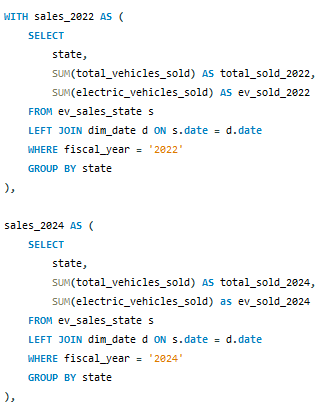 WITH sales_2022 AS (
    SELECT
        state,
        SUM(total_vehicles_sold) AS total_sold_2022,
        SUM(electric_vehicles_sold) AS ev_sold_2022
    FROM ev_sales_state s
    LEFT JOIN dim_date d ON s.date = d.date
    WHERE fiscal_year = '2022'
    GROUP BY state
),

sales_2024 AS (
    SELECT
        state,
        SUM(total_vehicles_sold) AS total_sold_2024,
        SUM(electric_vehicles_sold) as ev_sold_2024
    FROM ev_sales_state s
    LEFT JOIN dim_date d ON s.date = d.date
    WHERE fiscal_year = '2024'
    GROUP BY state
),